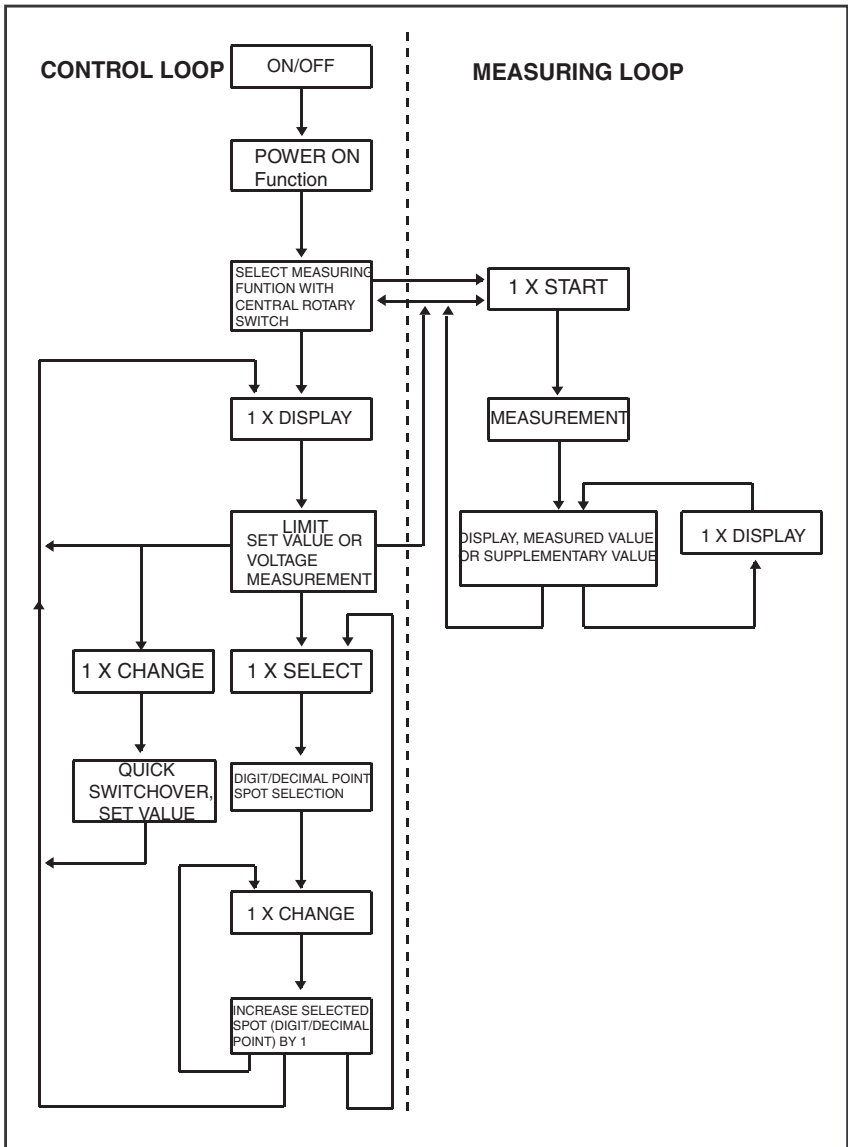 CONTROL LOOP
MEASURING LOOP
ON/OFF
POWER ON
Function
SELECT MEASURING
FUNTION WITH
CENTRAL ROTARY
SWITCH
1 X START
1 X DISPLAY
MEASUREMENT
LIMIT
SET VALUE OR
VOLTAGE
MEASUREMENT
DISPLAY, MEASURED VALUE
OR SUPPLEMENTARY VALUE
1 X DISPLAY
1 X CHANGE
1 X SELECT
QUICK
SWITCHOVER,
SET VALUE
DIGIT/DECIMAL POINT
SPOT SELECTION
1 X CHANGE
INCREASE SELECTED
SPOT (DIGIT/DECIMAL
POINT) BY 1